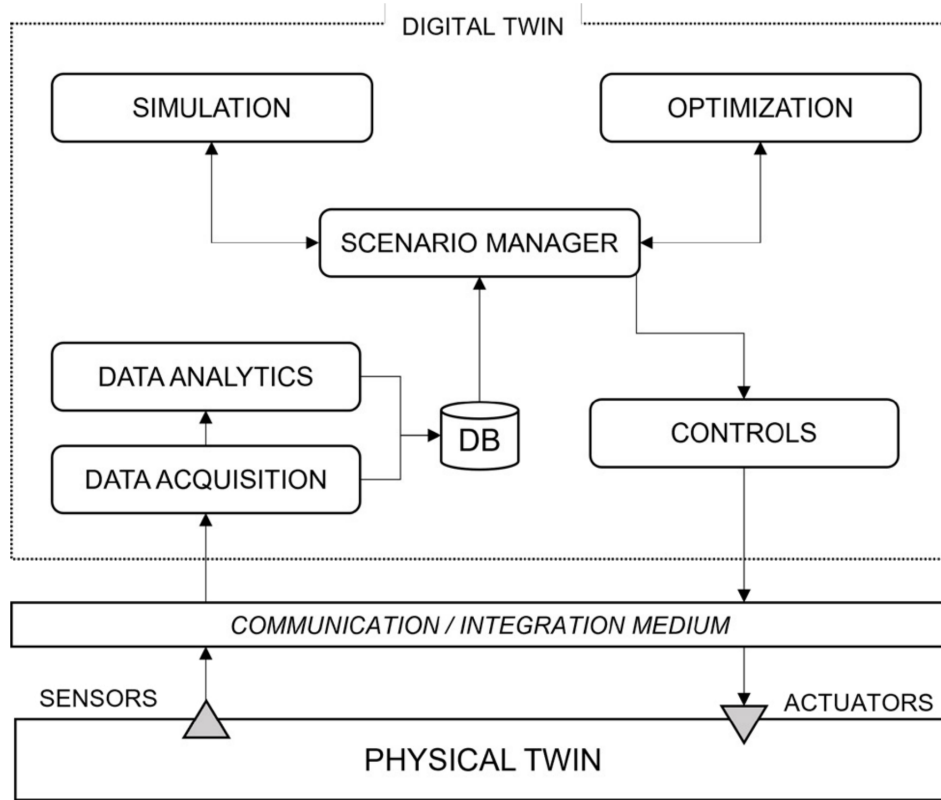 DIGITAL TWIN
SIMULATION
OPTIMIZATION
SCENARIO MANAGER
DATA ANALYTICS
DB
CONTROLS
DATA ACQUISITION
COMMUNICATION / INTEGRATION MEDIUM
SENSORS
ACTUATORS
PHYSICAL TWIN